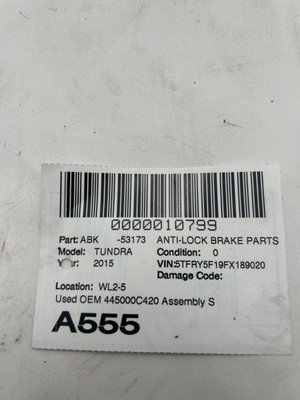 0000010799
Part: ABK -53173 ANTI-LOCK BRAKE PARTS
Model: TUNDRA Condition: 0
Year: 2015 VIN: 5TFRY5F19FX189020
Damage Code:
Location: WL2-5
Used OEM 445000C420 Assembly S
A555